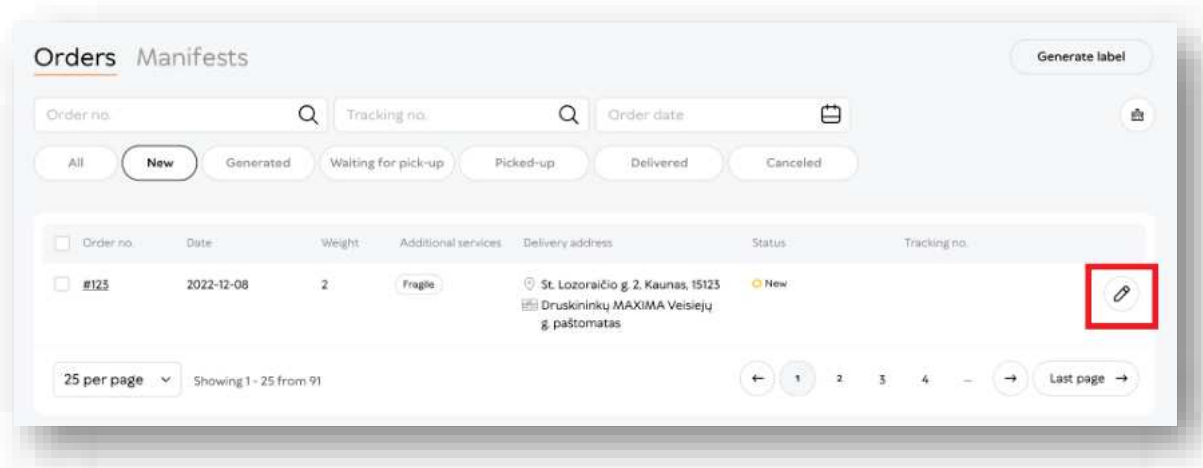 Orders Manifests Generate label
Order no. Tracking no. Order date
All New Generated Waiting for pick-up Picked-up Delivered Canceled
Order no. Date Weight Additional services Delivery address Status Tracking no.
#123 2022-12-08 2 Fragile St. Lozoraičio g. 2, Kaunas, 15123 New
Druskininkų MAXIMA Veisiejų
g. paštomatas
25 per page Showing 1 - 25 from 91 ← 1 2 3 4 ... → Last page →